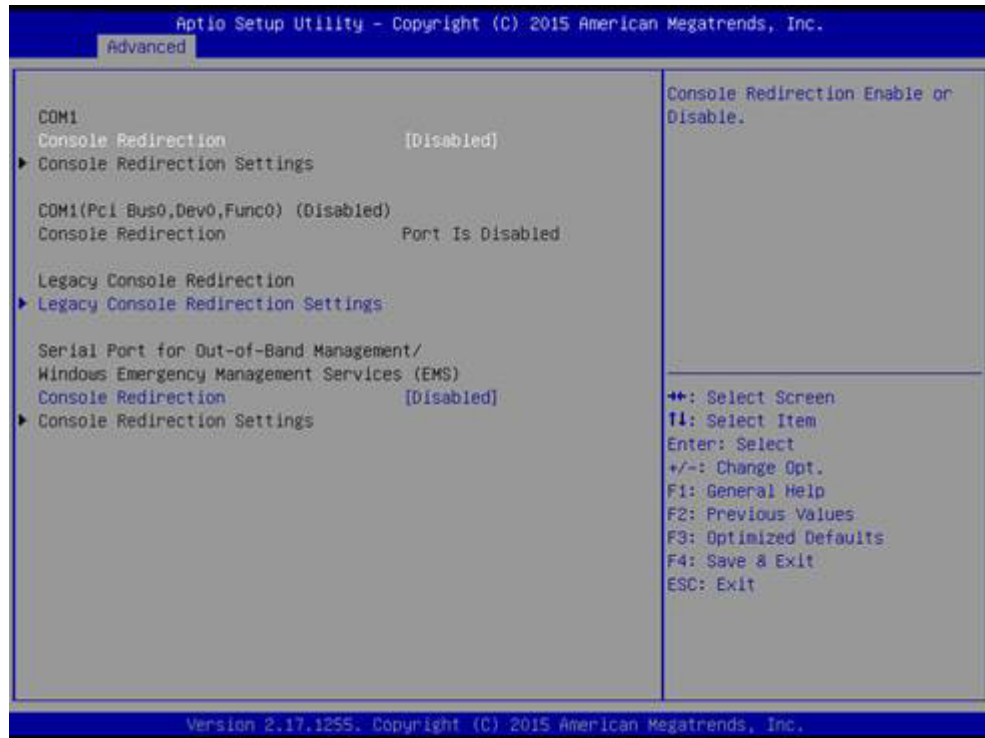 Aptio Setup Utility – Copyright (C) 2015 American Megatrends, Inc.
Advanced
COM1
Console Redirection [Disabled]
Console Redirection Settings
COM1(Pci Bus0,Dev0,Func0) (Disabled)
Console Redirection Port Is Disabled
Legacy Console Redirection
Legacy Console Redirection Settings
Serial Port for Out-of-Band Management/
Windows Emergency Management Services (EMS)
Console Redirection [Disabled]
Console Redirection Settings
Console Redirection Enable or
Disable.
→←: Select Screen
↑↓: Select Item
Enter: Select
+/-: Change Opt.
F1: General Help
F2: Previous Values
F3: Optimized Defaults
F4: Save & Exit
ESC: Exit
Version 2.17.1255. Copyright (C) 2015 American Megatrends, Inc.